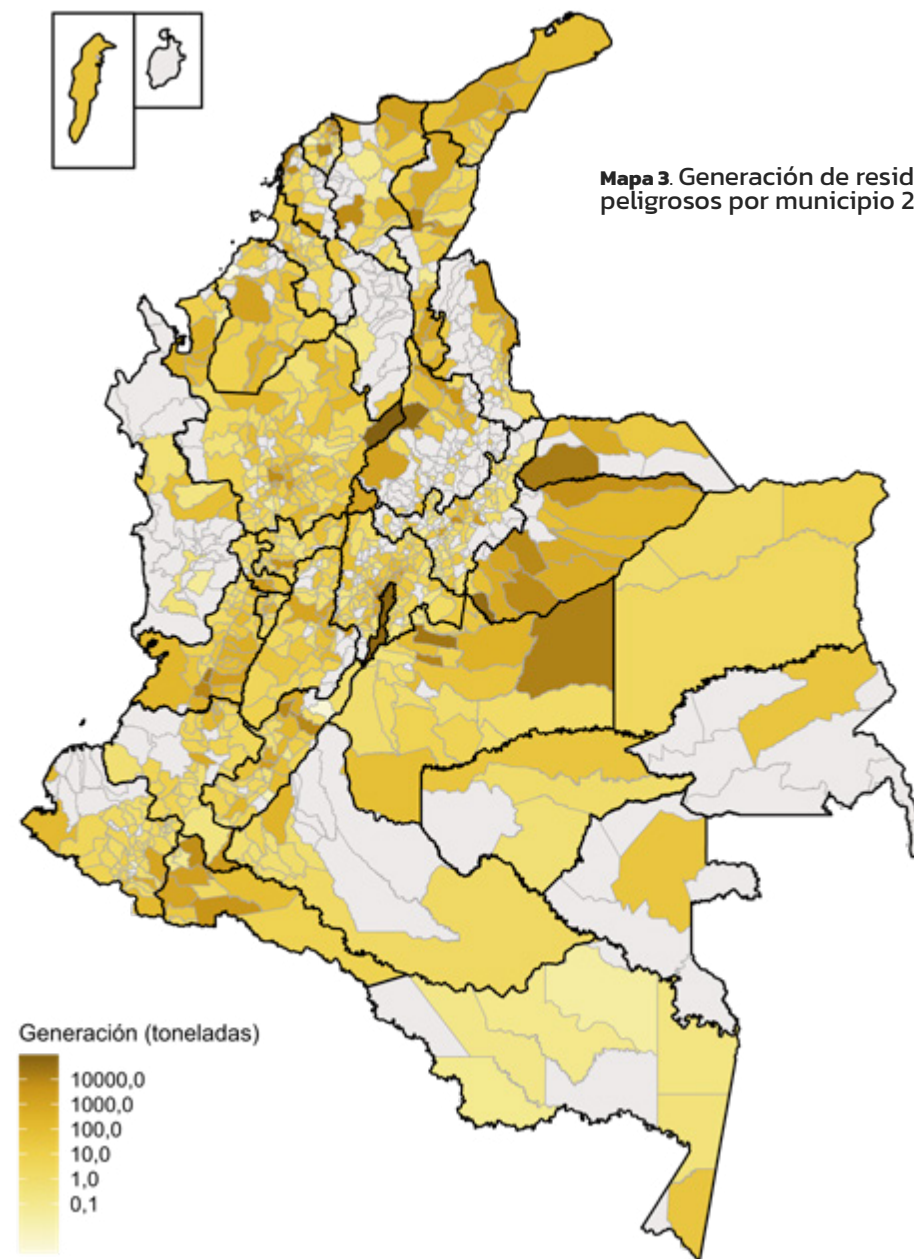 Mapa 3. Generación de resid
peligrosos por municipio 2
Generación (toneladas)
10000,0
1000,0
100,0
10,0
1,0
0,1